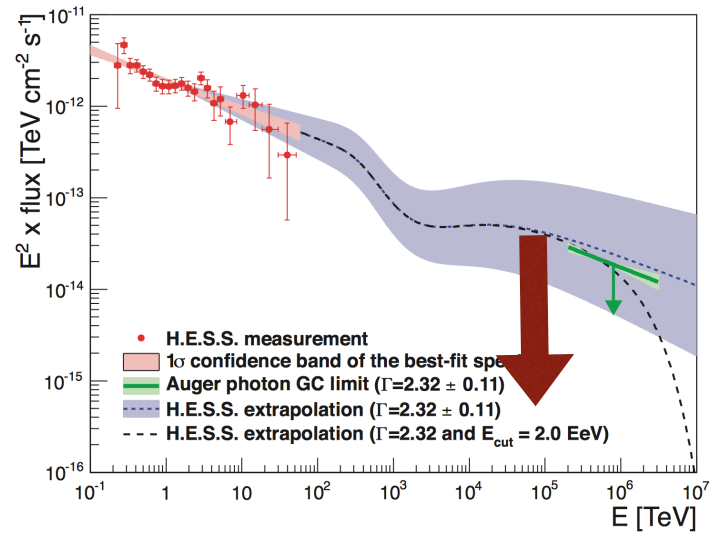 10⁻¹¹
10⁻¹²
10⁻¹³
10⁻¹⁴
10⁻¹⁵
10⁻¹⁶
E² x flux [TeV cm⁻² s⁻¹]
H.E.S.S. measurement
1σ confidence band of the best-fit spe
Auger photon GC limit (Γ=2.32 ± 0.11)
H.E.S.S. extrapolation (Γ=2.32 ± 0.11)
H.E.S.S. extrapolation (Γ=2.32 and E_cut = 2.0 EeV)
10⁻¹ 1 10 10² 10³ 10⁴ 10⁵ 10⁶ 10⁷
E [TeV]